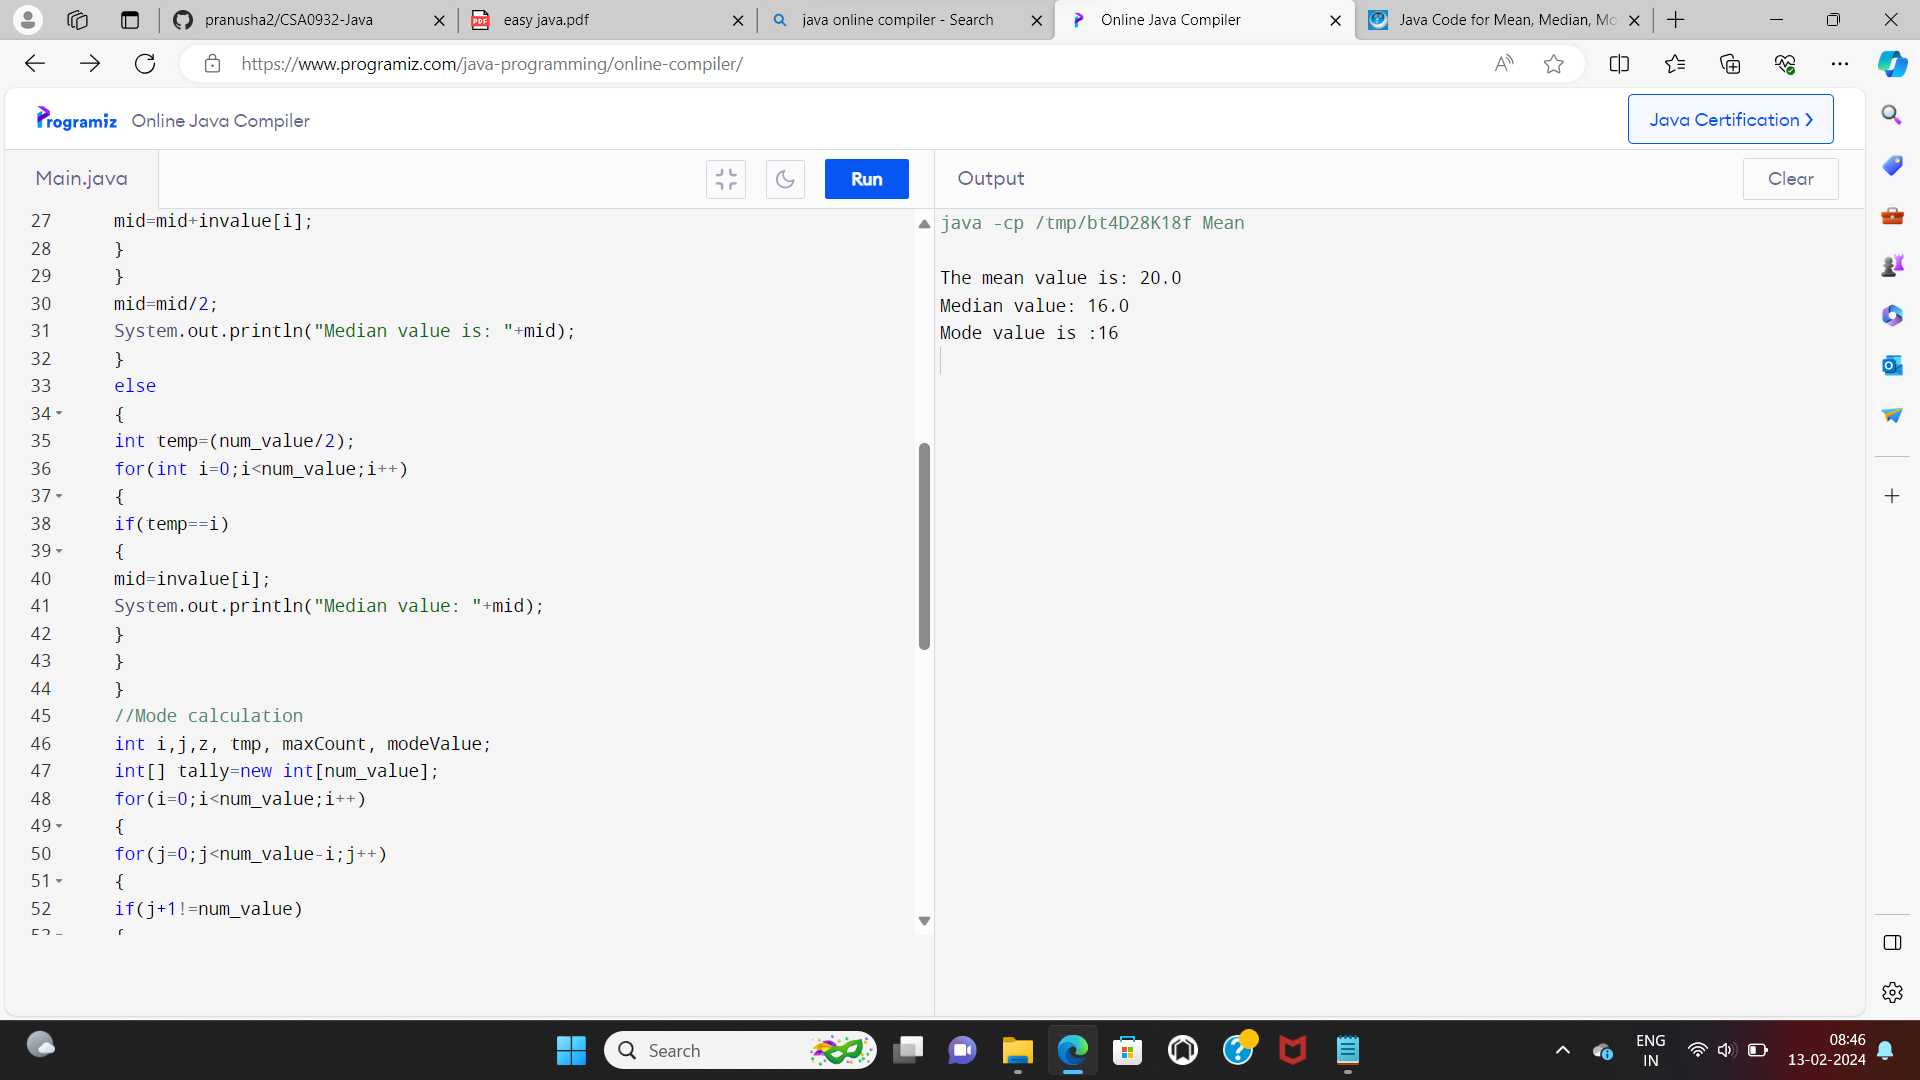 pranusha2/CSA0932-Java
easy java.pdf
java online compiler - Search
Online Java Compiler
Java Code for Mean, Median, Mo
https://www.programiz.com/java-programming/online-compiler/
Programiz Online Java Compiler
Java Certification
Main.java
Run
Output
Clear
27 mid=mid+invalue[i];
28 }
29 }
30 mid=mid/2;
31 System.out.println("Median value is: "+mid);
32 }
33 else
34 {
35 int temp=(num_value/2);
36 for(int i=0;i<num_value;i++)
37 {
38 if(temp==i)
39 {
40 mid=invalue[i];
41 System.out.println("Median value: "+mid);
42 }
43 }
44 }
45 //Mode calculation
46 int i,j,z, tmp, maxCount, modeValue;
47 int[] tally=new int[num_value];
48 for(i=0;i<num_value;i++)
49 {
50 for(j=0;j<num_value-i;j++)
51 {
52 if(j+1!=num_value)
java -cp /tmp/bt4D28K18f Mean
The mean value is: 20.0
Median value: 16.0
Mode value is :16
Search
ENG
IN
08:46
13-02-2024